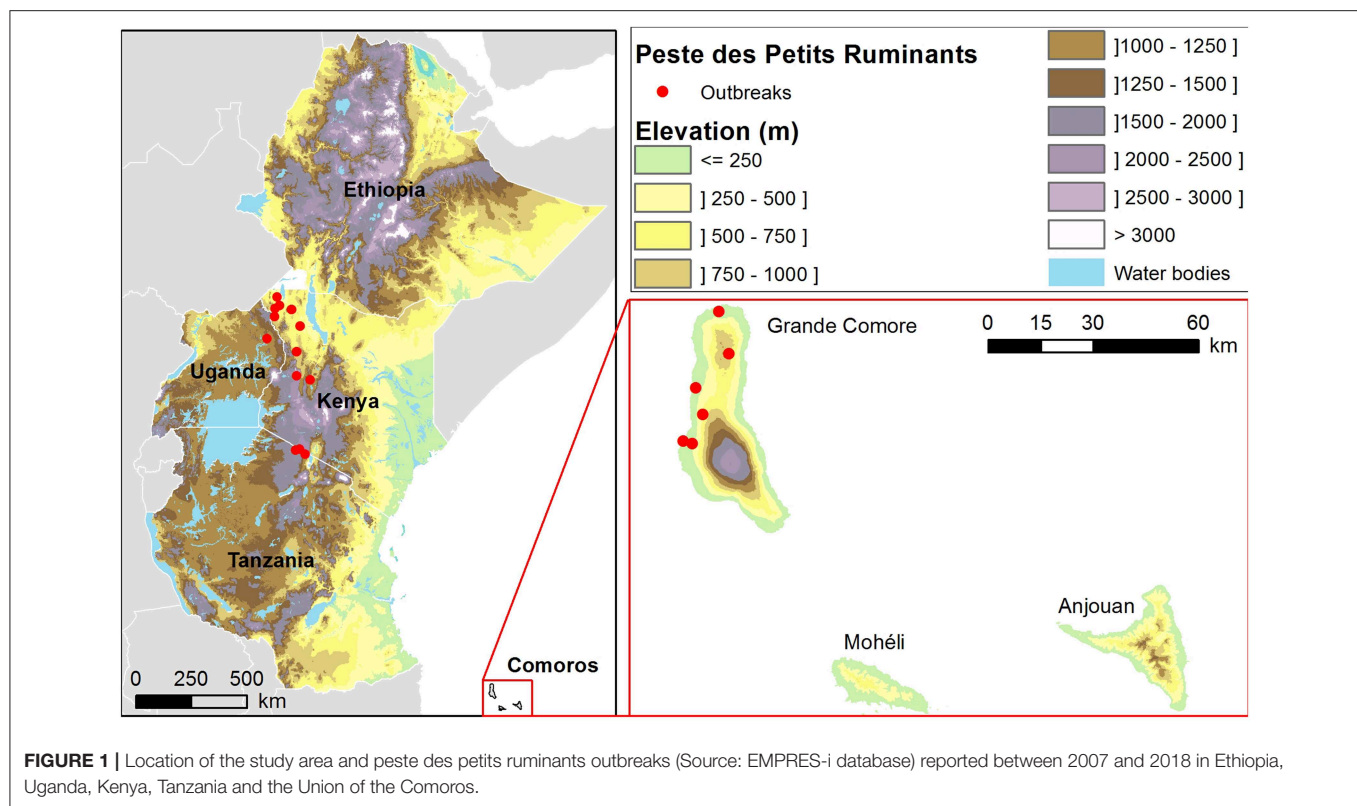 Ethiopia
Uganda
Kenya
Tanzania
Comoros
0 250 500
km
Peste des Petits Ruminants
Outbreaks
Elevation (m)
<= 250
] 250 - 500 ]
] 500 - 750 ]
] 750 - 1000 ]
]1000 - 1250 ]
]1250 - 1500 ]
]1500 - 2000 ]
] 2000 - 2500 ]
] 2500 - 3000 ]
> 3000
Water bodies
Grande Comore
0 15 30 60
km
Anjouan
Mohéli
FIGURE 1 | Location of the study area and peste des petits ruminants outbreaks (Source: EMPRES-i database) reported between 2007 and 2018 in Ethiopia,
Uganda, Kenya, Tanzania and the Union of the Comoros.